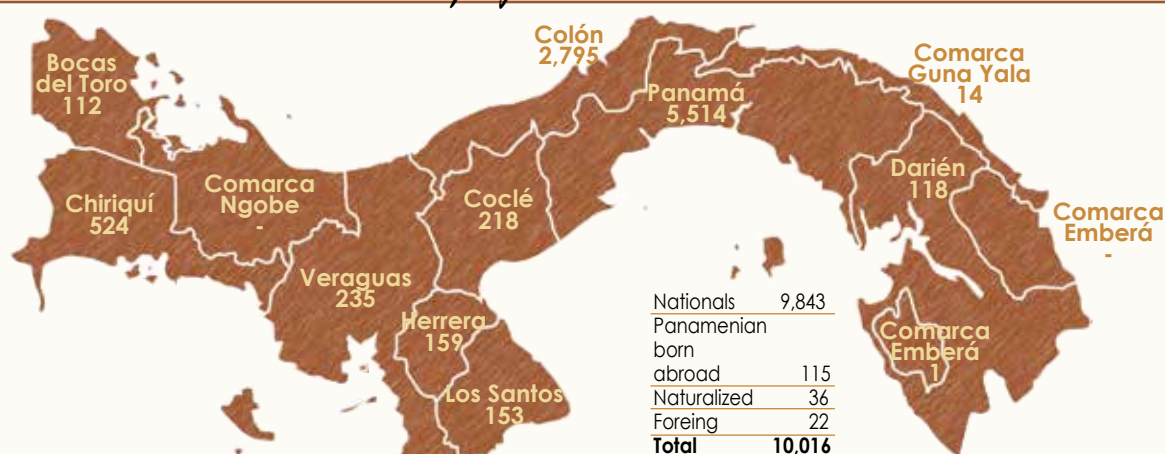 Bocas
del Toro
112
Colón
2,795
Comarca
Guna Yala
14
Panamá
5,514
Chiriquí
524
Comarca
Ngobe
-
Coclé
218
Darién
118
Comarca
Emberá
-
Veraguas
235
Herrera
159
Los Santos
153
Comarca
Emberá
1
Nationals 9,843
Panamenian
born
abroad 115
Naturalized 36
Foreing 22
Total 10,016